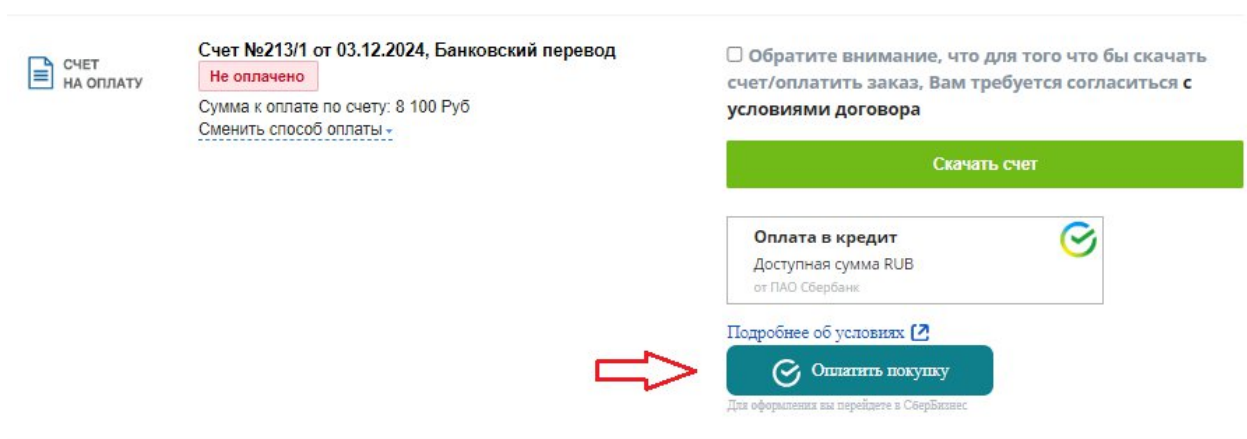 СЧЕТ
НА ОПЛАТУ
Счет №213/1 от 03.12.2024, Банковский перевод
Не оплачено
Сумма к оплате по счету: 8 100 Руб
Сменить способ оплаты
Обратите внимание, что для того что бы скачать
счет/оплатить заказ, Вам требуется согласиться с
условиями договора
Скачать счет
Оплата в кредит
Доступная сумма RUB
от ПАО Сбербанк
Подробнее об условиях
Оплатить покупку
Для оформления вы перейдете в СберБизнес